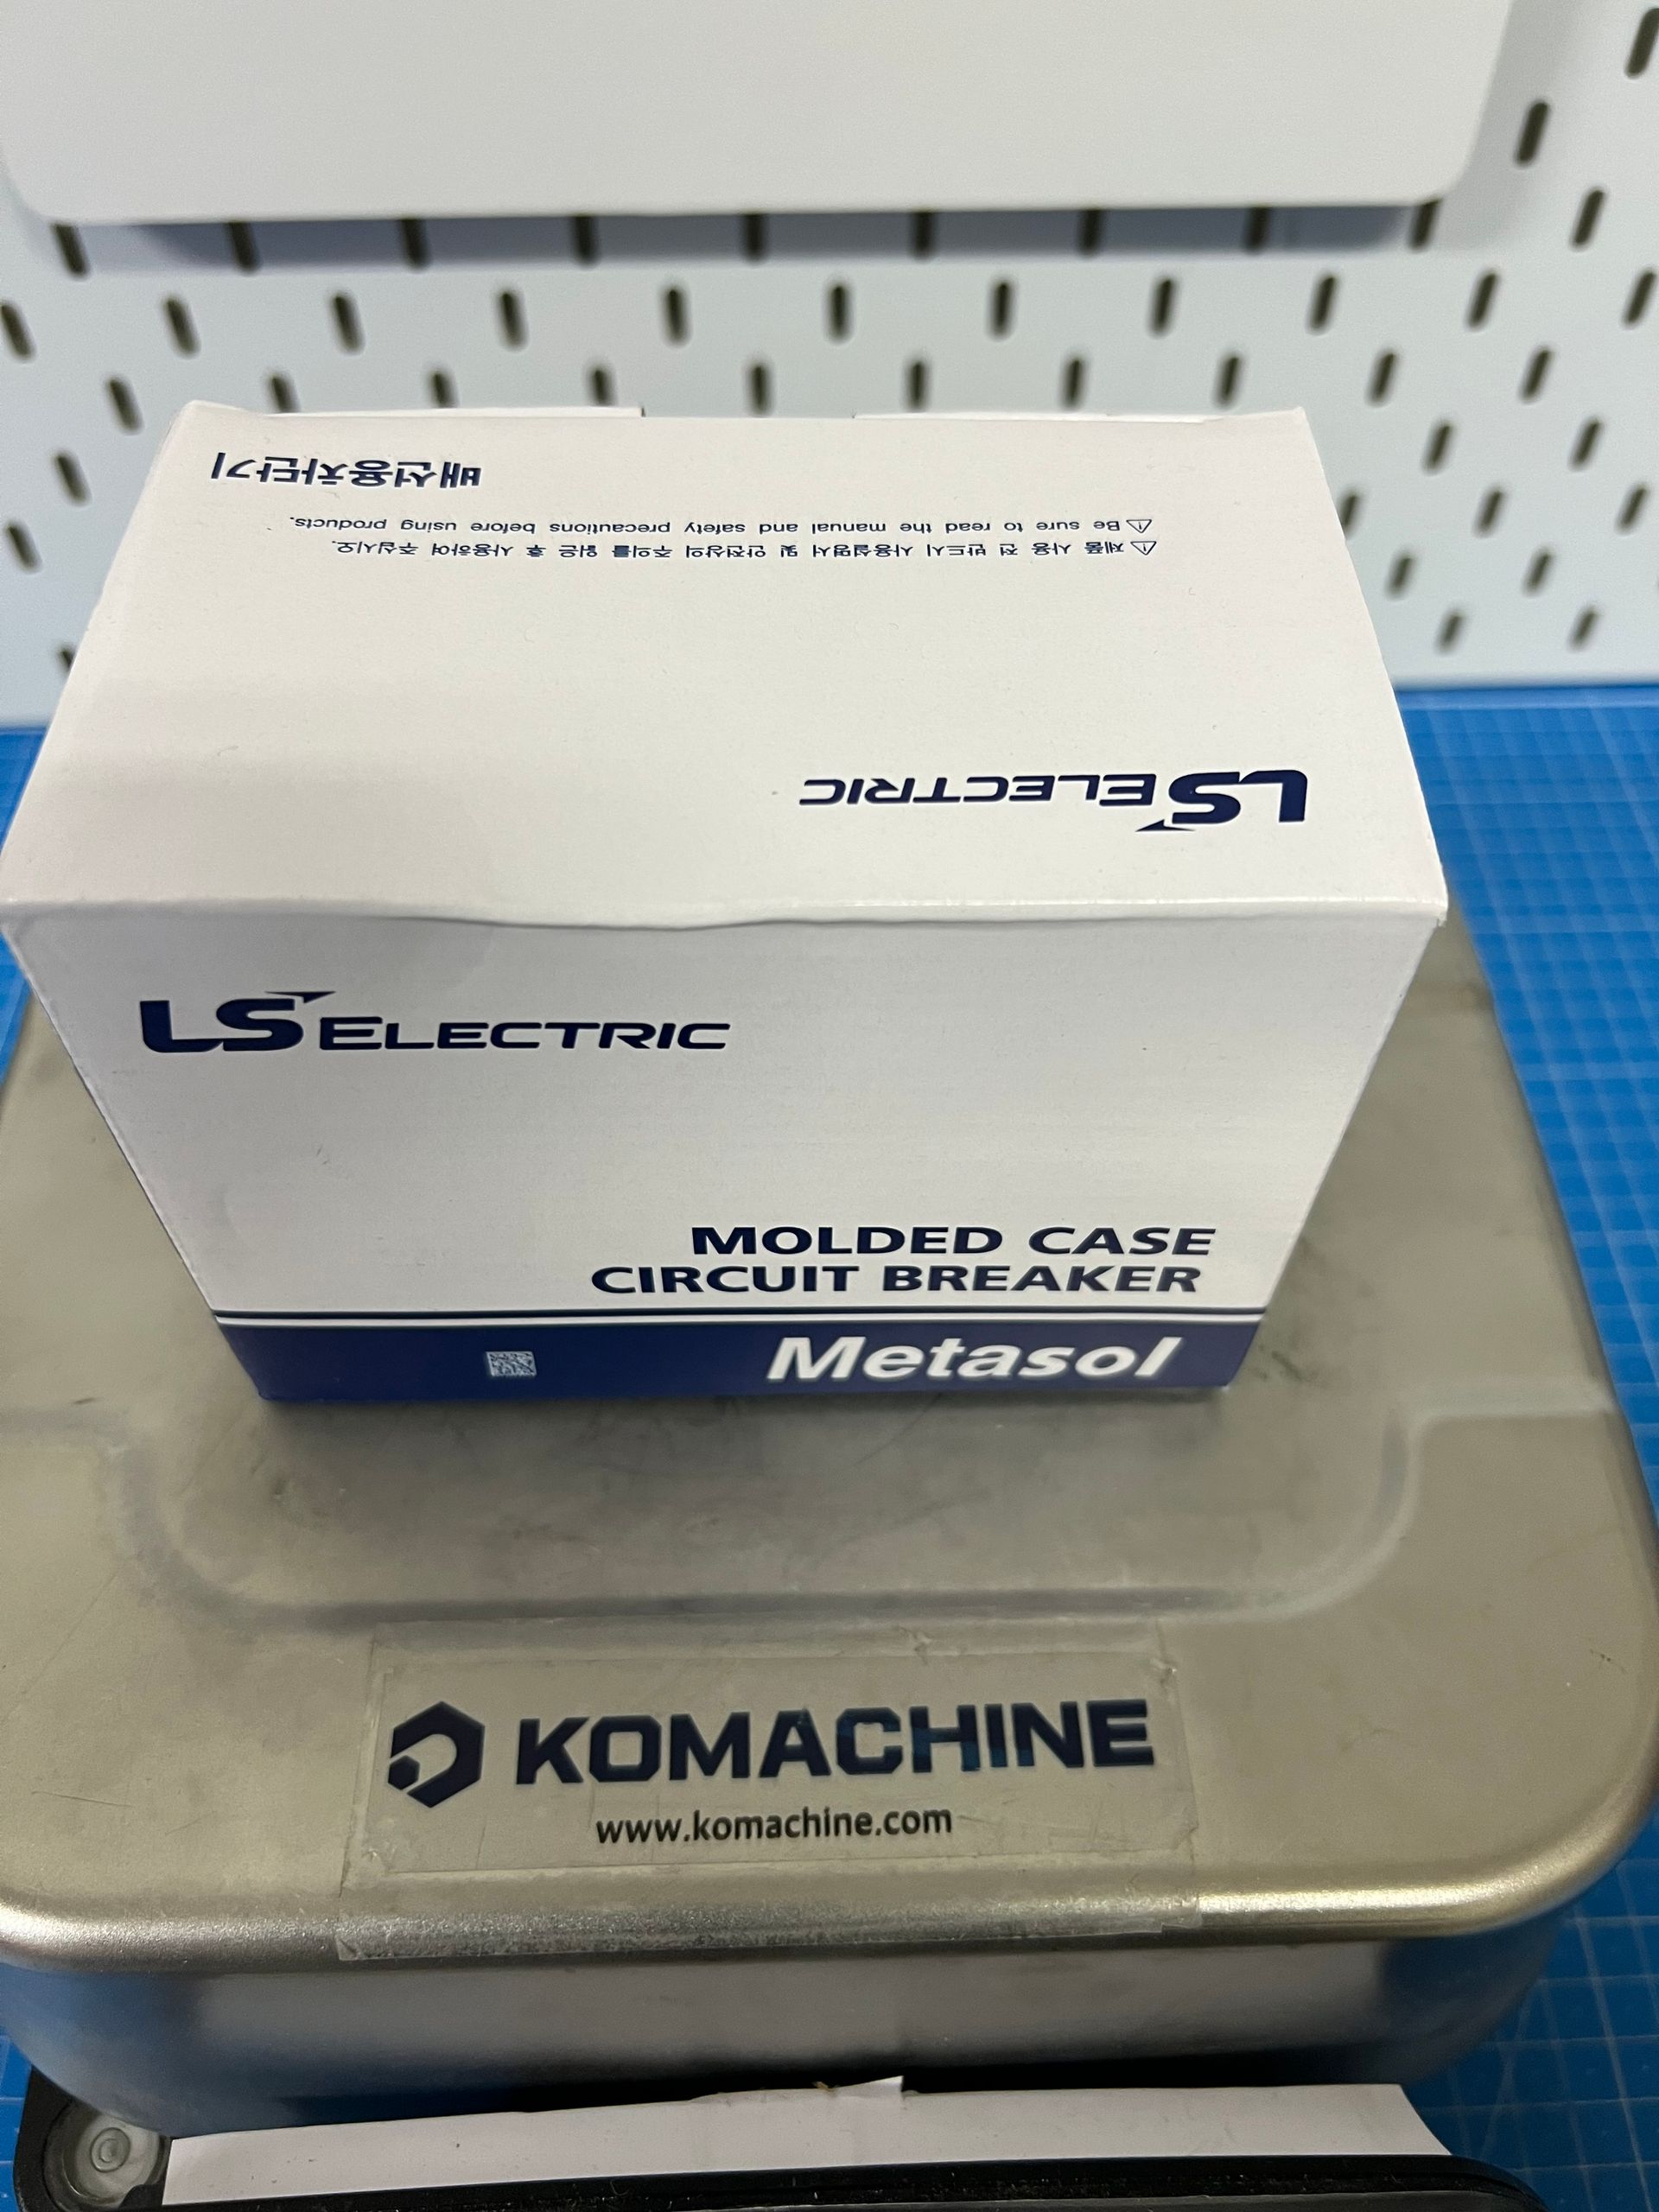 배선용차단기
⚠ Be sure to read the manual and safety precautions before using products.
⚠ 제품 사용 전 반드시 사용설명서 및 안전상의 주의를 읽은 후 사용하여 주십시오.
LS ELECTRIC
LS ELECTRIC
MOLDED CASE
CIRCUIT BREAKER
Metasol
KOMACHINE
www.komachine.com